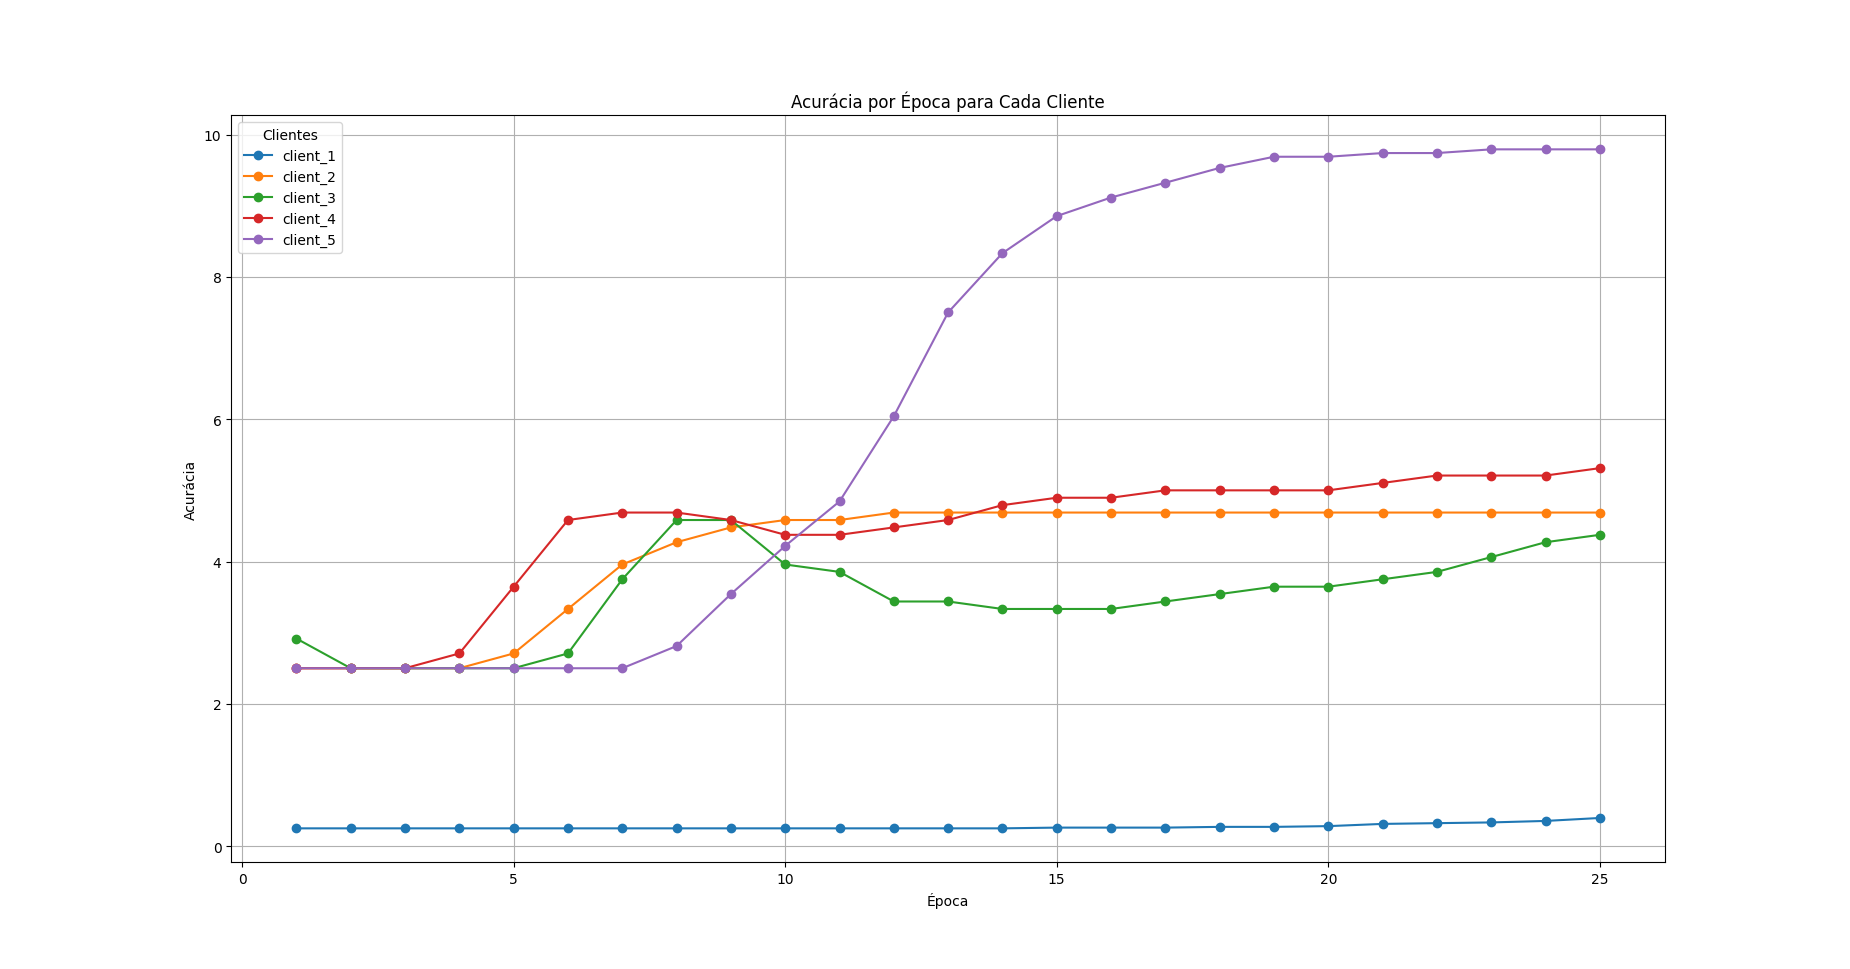 Acurácia por Época para Cada Cliente
Clientes
client_1
client_2
client_3
client_4
client_5
10
8
6
4
2
0
Acurácia
0 5 10 15 20 25
Época